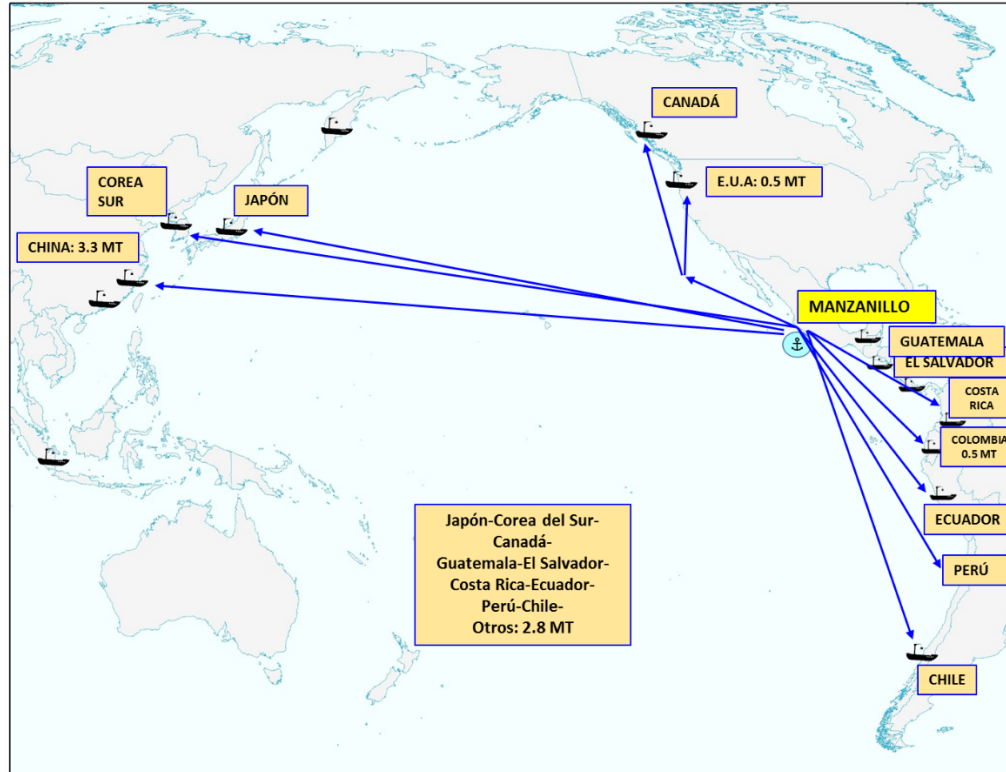 CANADÁ
E.U.A: 0.5 MT
COREA
SUR
JAPÓN
CHINA: 3.3 MT
MANZANILLO
GUATEMALA
EL SALVADOR
COSTA
RICA
COLOMBIA
0.5 MT
ECUADOR
PERÚ
CHILE
Japón-Corea del Sur-
Canadá-
Guatemala-El Salvador-
Costa Rica-Ecuador-
Perú-Chile-
Otros: 2.8 MT